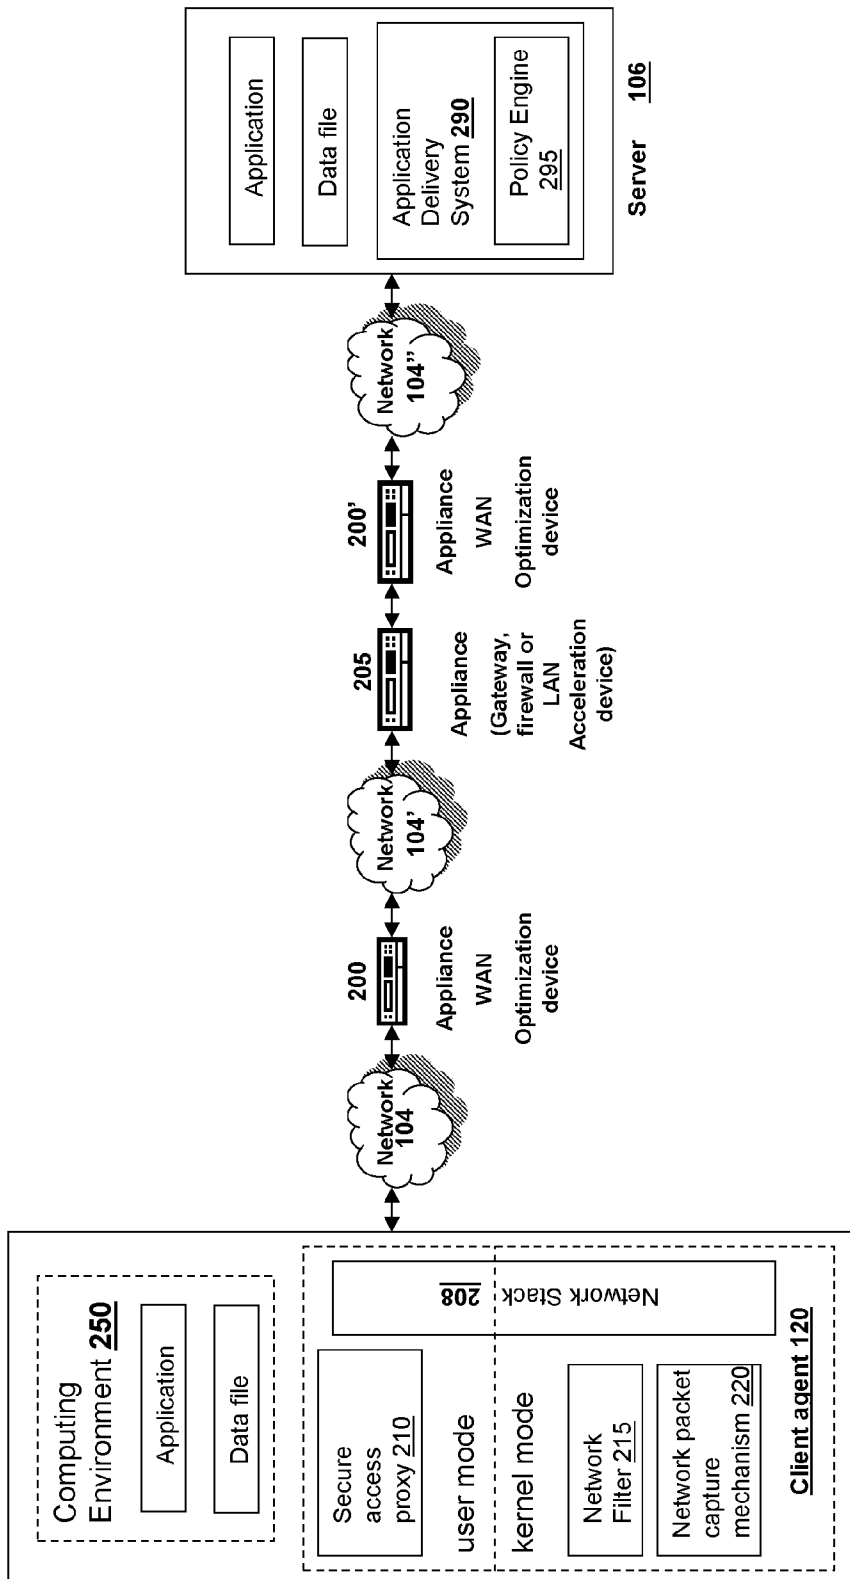 Computing
Environment 250
Application
Data file
Secure
access
proxy 210
user mode
kernel mode
Network
Filter 215
Network packet
capture
mechanism 220
Network Stack 208
Client agent 120
Network
104
200
Appliance
WAN
Optimization
device
Network
104’
205
Appliance
(Gateway,
firewall or
LAN
Acceleration
device)
200’
Appliance
WAN
Optimization
device
Network
104”
Application
Data file
Application
Delivery
System 290
Policy Engine
295
Server 106